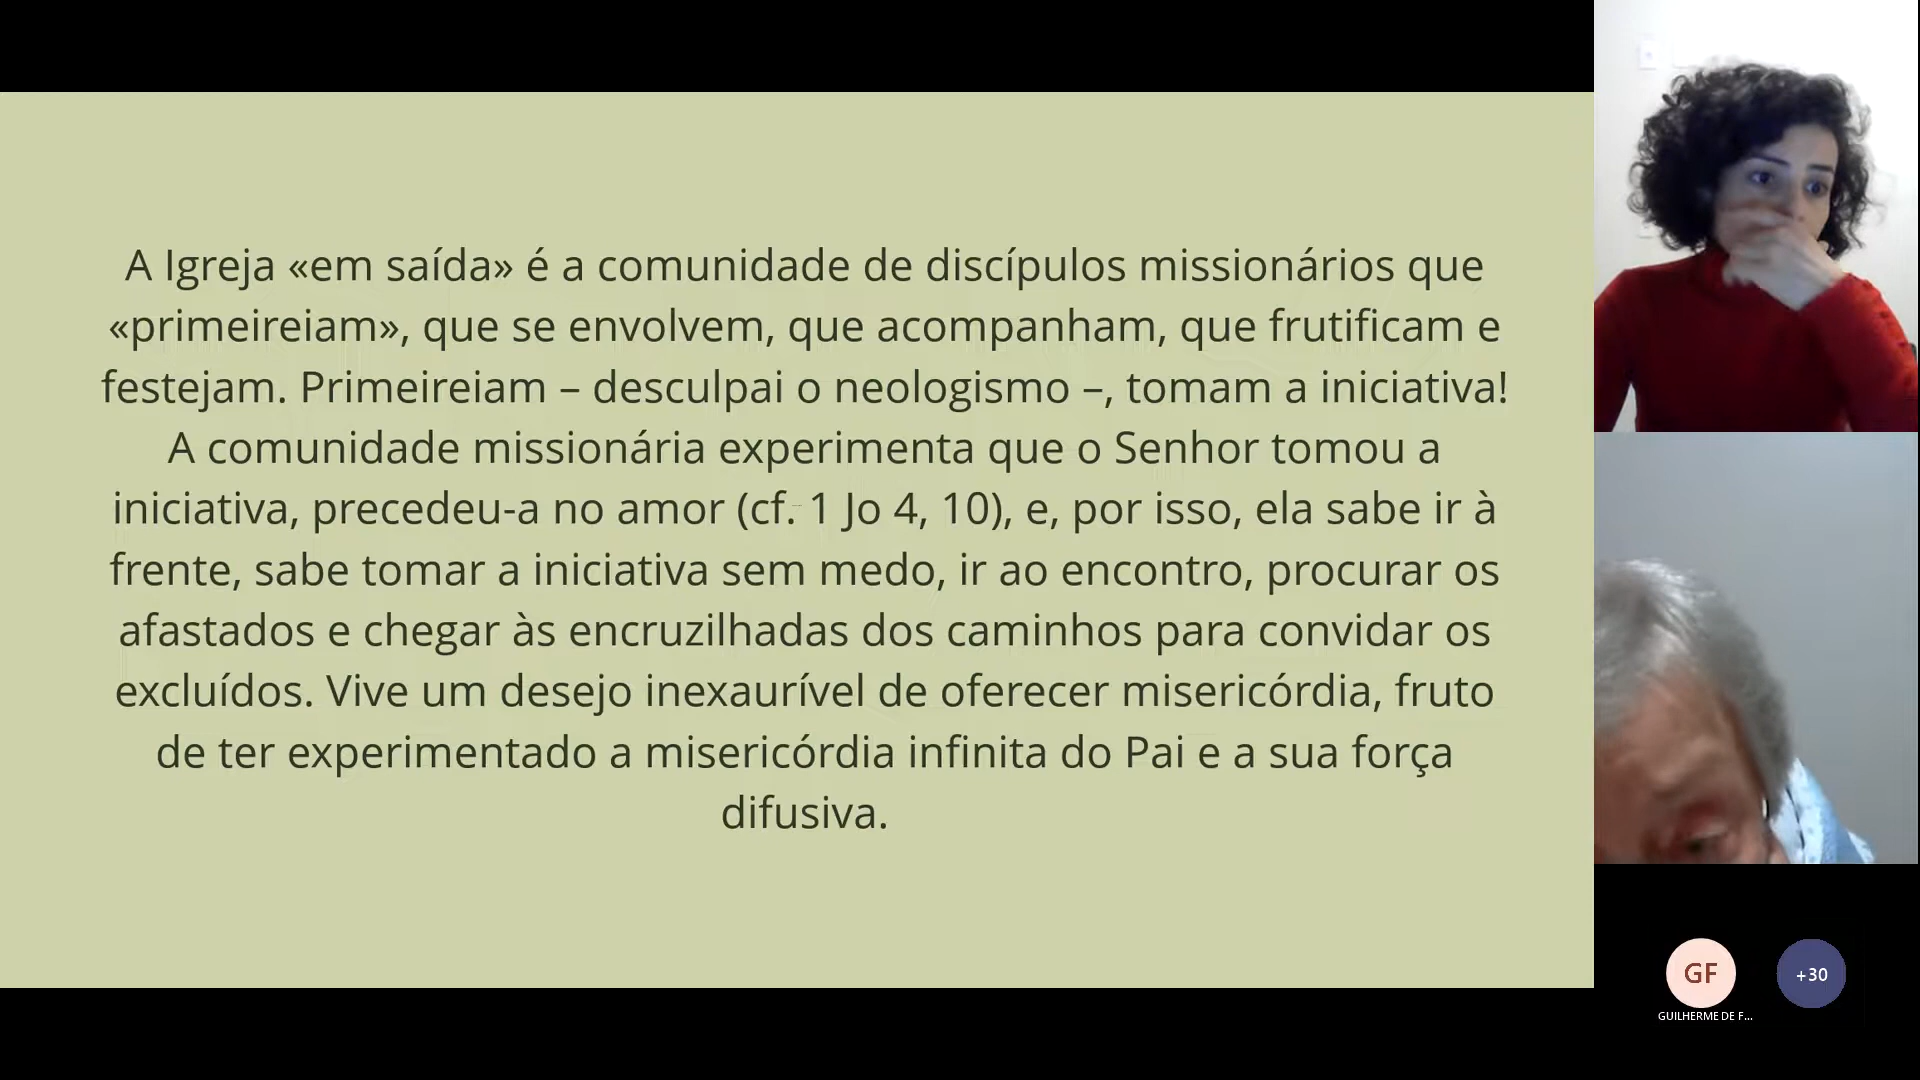 A Igreja «em saída» é a comunidade de discípulos missionários que
«primeireiam», que se envolvem, que acompanham, que frutificam e
festejam. Primeireiam – desculpai o neologismo –, tomam a iniciativa!
A comunidade missionária experimenta que o Senhor tomou a
iniciativa, precedeu-a no amor (cf. 1 Jo 4, 10), e, por isso, ela sabe ir à
frente, sabe tomar a iniciativa sem medo, ir ao encontro, procurar os
afastados e chegar às encruzilhadas dos caminhos para convidar os
excluídos. Vive um desejo inexaurível de oferecer misericórdia, fruto
de ter experimentado a misericórdia infinita do Pai e a sua força
difusiva.
GF
+30
GUILHERME DE F...